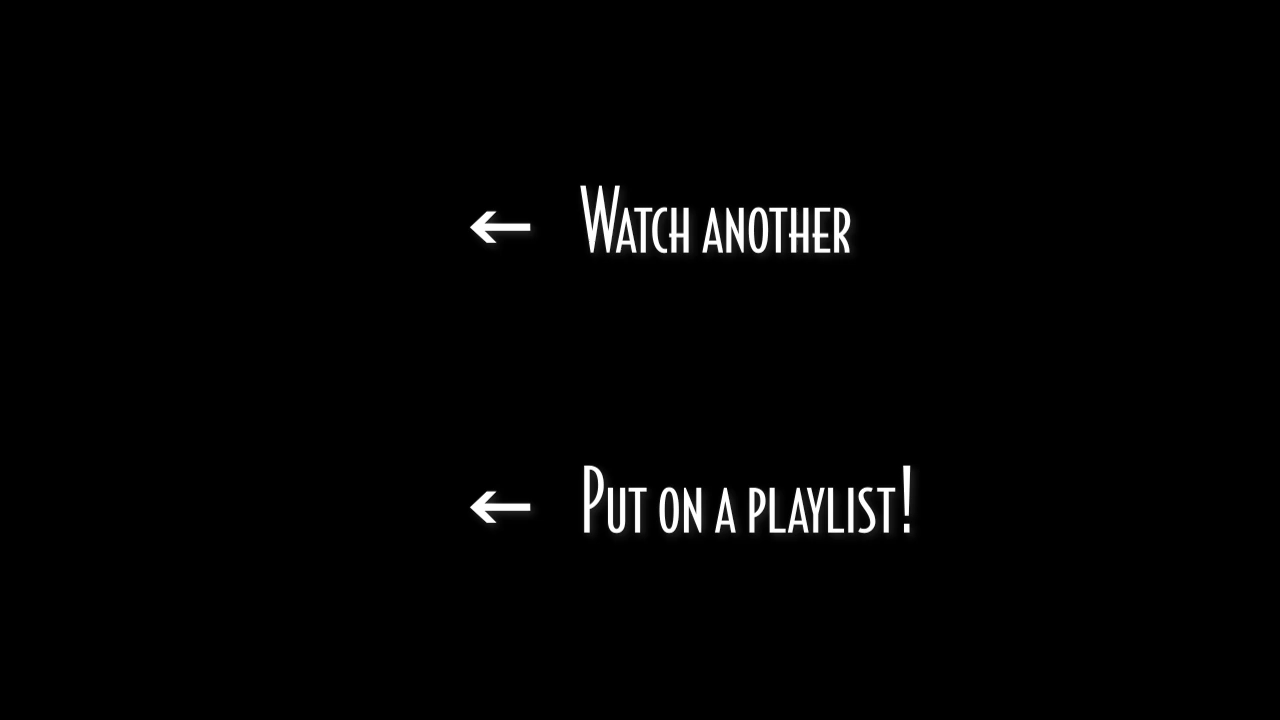 ← Watch another
← Put on a playlist!